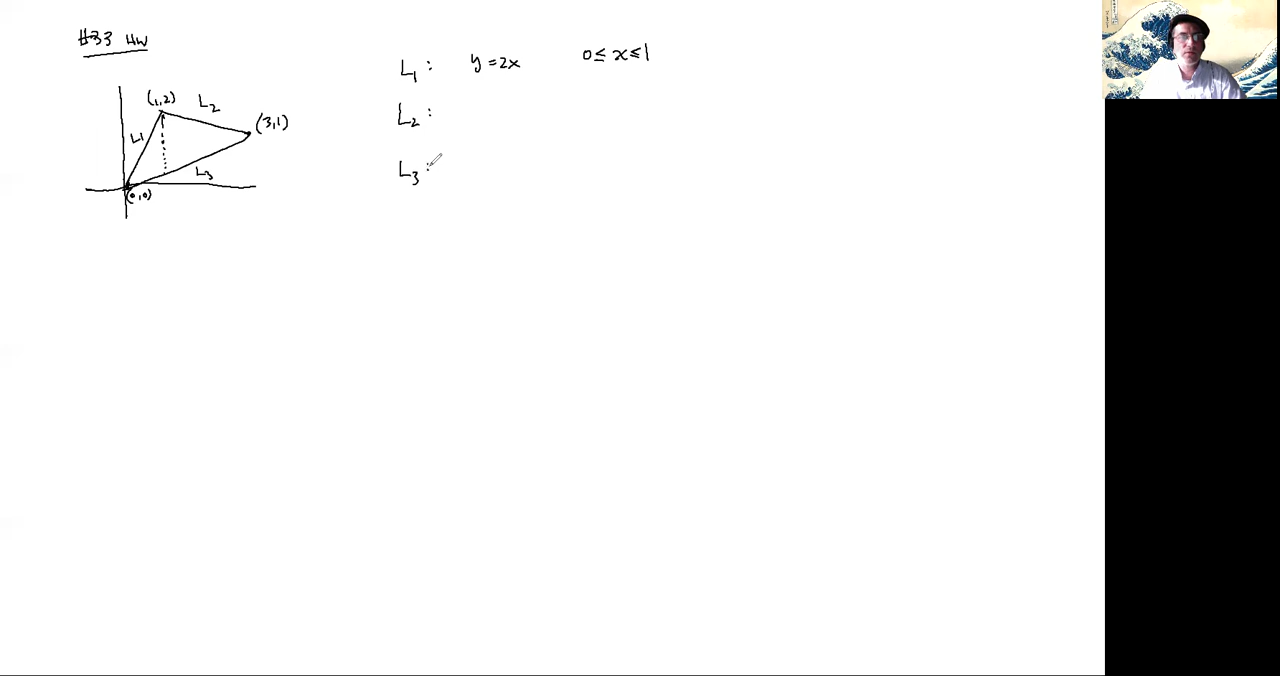 #33 HW
(1,2) L2
(3,1)
L1
L3
(0,0)
L₁: y = 2x 0 ≤ x ≤ 1
L₂:
L₃: